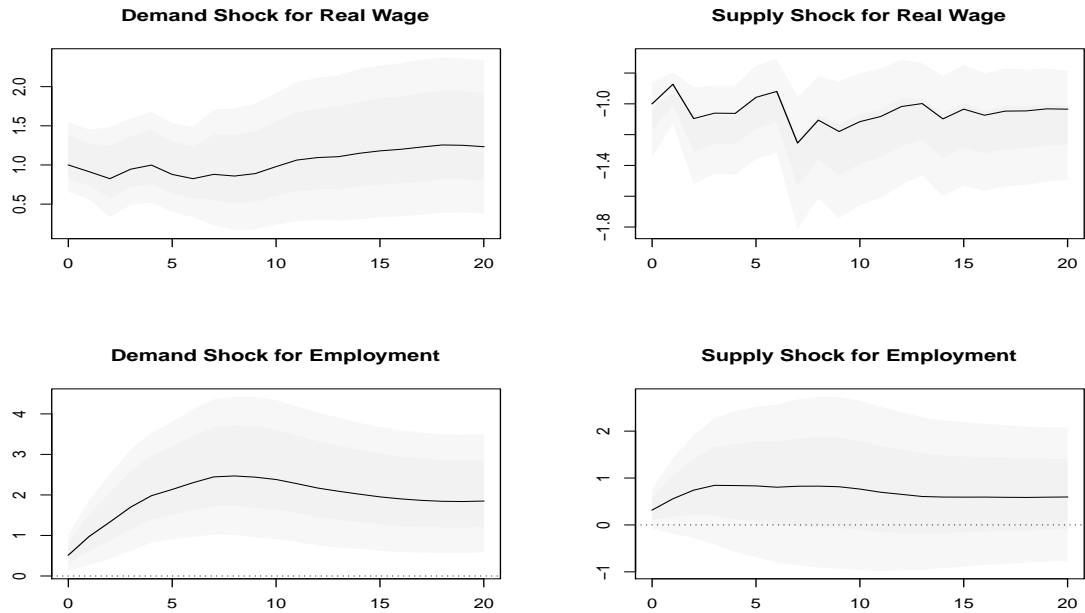 Demand Shock for Real Wage
2.0
1.5
1.0
0.5
0 5 10 15 20
Supply Shock for Real Wage
-1.0
-1.4
-1.8
0 5 10 15 20
Demand Shock for Employment
4
3
2
1
0
0 5 10 15 20
Supply Shock for Employment
2
1
0
-1
0 5 10 15 20